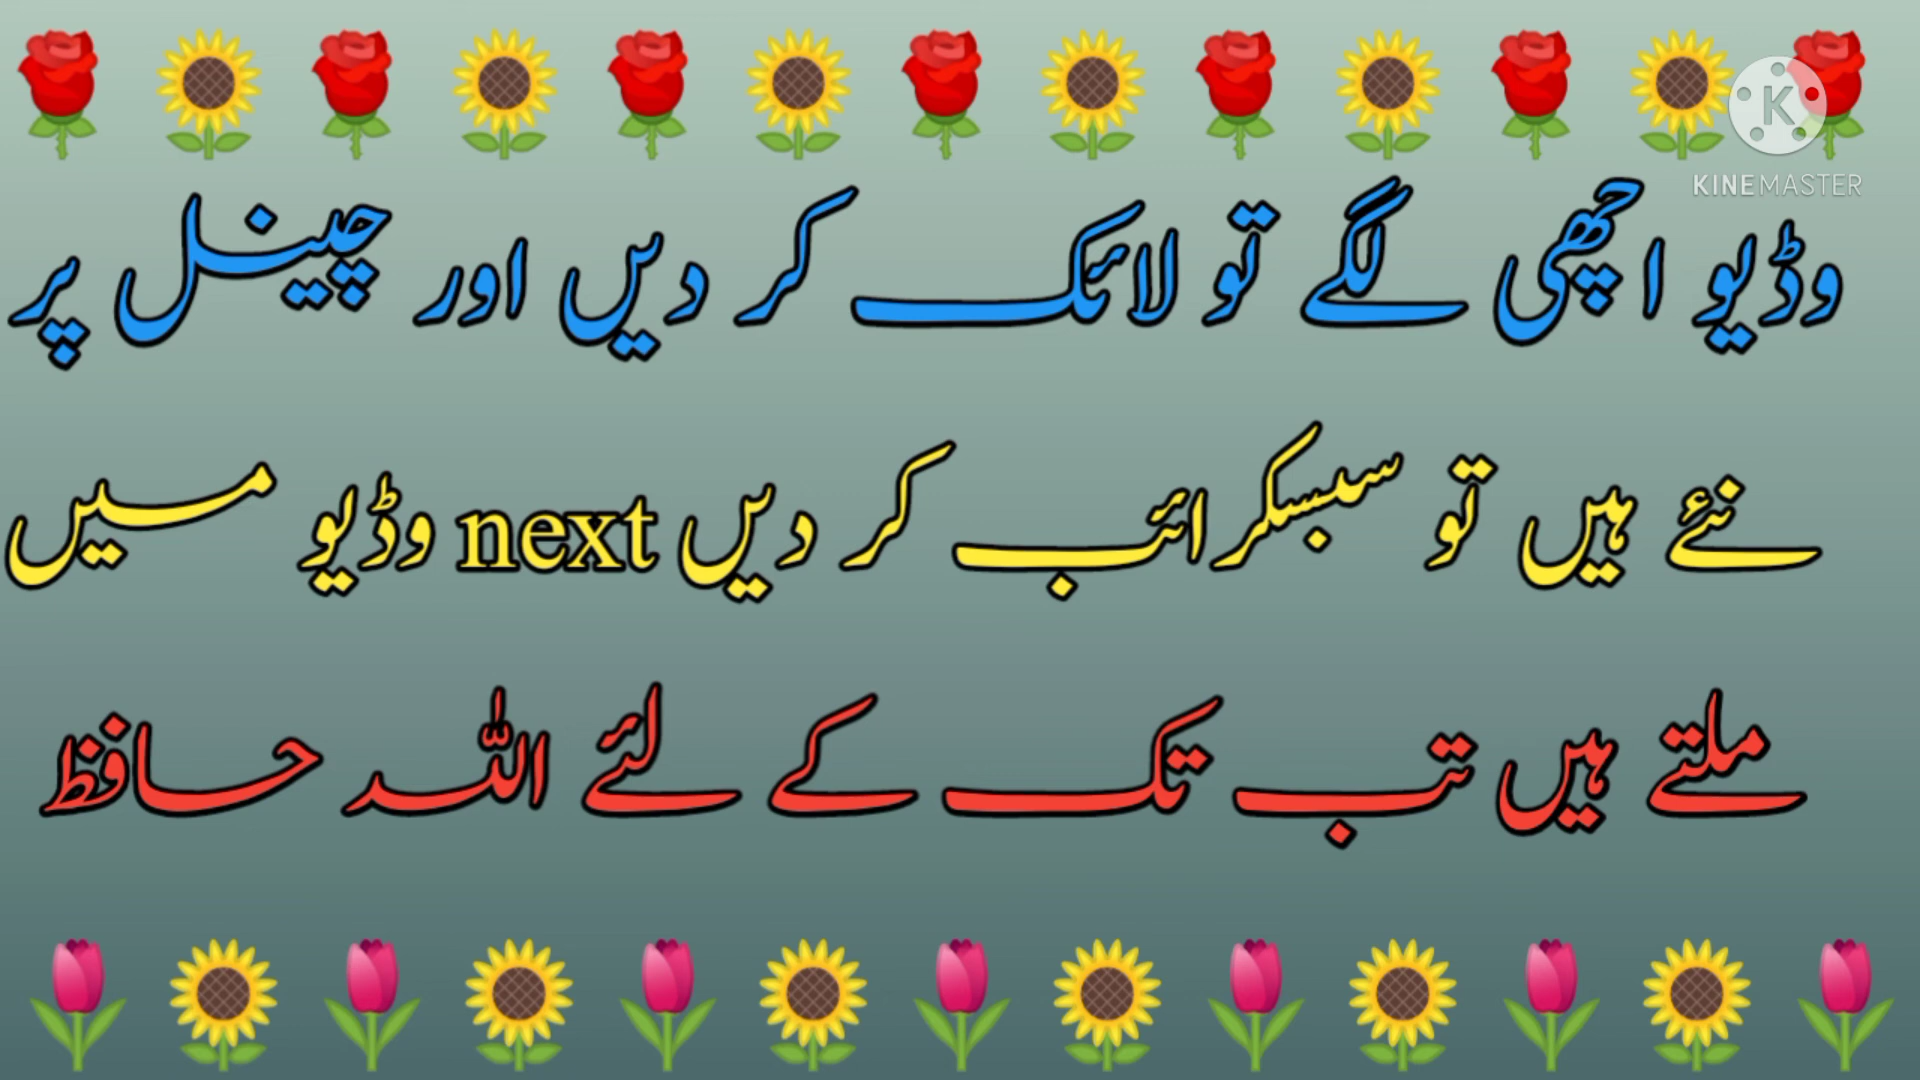 KINEMASTER
وڈیو اچھی لگے تو لائک کر دیں اور چینل پر
نئے ہیں تو سبسکرائب کر دیں next وڈیو میں
ملتے ہیں تب تک کے لئے اللہ حافظ